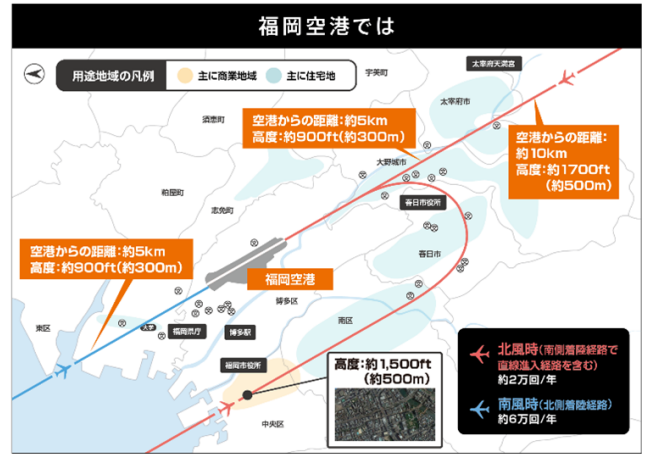 福岡空港では
用途地域の凡例
主に商業地域
主に住宅地
宇美町
太宰府天満宮
太宰府市
須恵町
空港からの距離：約5km
高度：約900ft（約300m）
大野城市
空港からの距離：
約10km
高度：約1700ft
（約500m）
粕屋町
志免町
春日市役所
空港からの距離：約5km
高度：約900ft（約300m）
福岡空港
春日市
博多区
東区
大学
福岡県庁
博多駅
南区
福岡市役所
高度：約1,500ft
（約500m）
中央区
北風時（南側着陸経路で
直線進入経路を含む）
約2万回/年
南風時（北側着陸経路）
約6万回/年